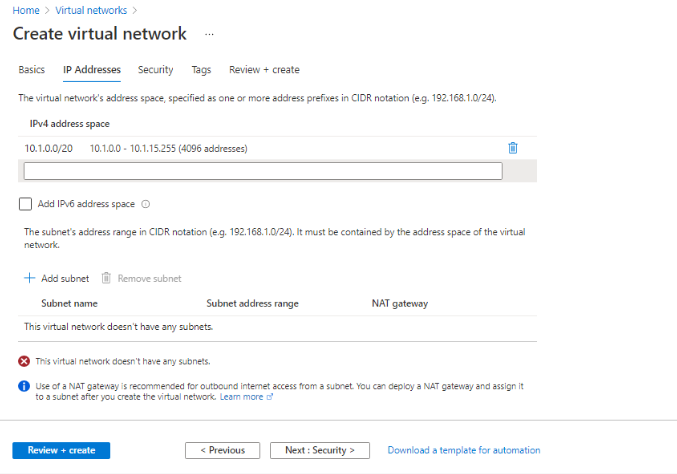 Home > Virtual networks >
Create virtual network ...
Basics IP Addresses Security Tags Review + create
The virtual network's address space, specified as one or more address prefixes in CIDR notation (e.g. 192.168.1.0/24).
IPv4 address space
10.1.0.0/20 10.1.0.0 - 10.1.15.255 (4096 addresses)
Add IPv6 address space
The subnet's address range in CIDR notation (e.g. 192.168.1.0/24). It must be contained by the address space of the virtual
network.
+ Add subnet Remove subnet
Subnet name Subnet address range NAT gateway
This virtual network doesn't have any subnets.
This virtual network doesn't have any subnets.
Use of a NAT gateway is recommended for outbound internet access from a subnet. You can deploy a NAT gateway and assign it
to a subnet after you create the virtual network. Learn more
Review + create < Previous Next : Security > Download a template for automation